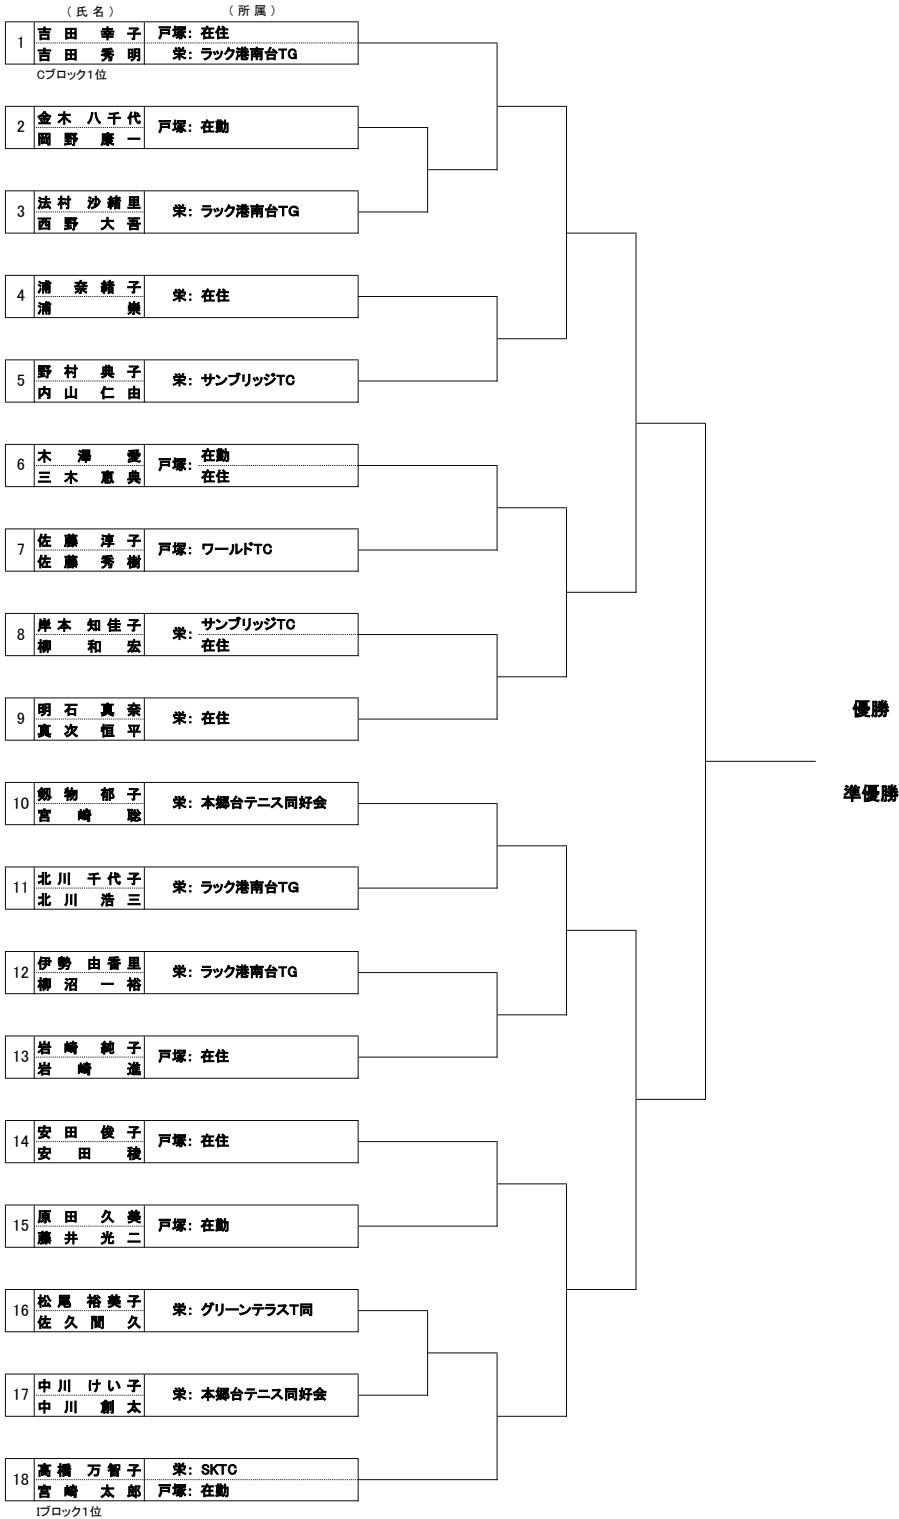 （氏名） （所属）
1 吉田 幸子 戸塚： 在住
吉田 秀明 栄： ラック港南台TG
Cブロック1位
2 金木 八千代 戸塚： 在勤
岡野 康一
3 法村 沙緒里 栄： ラック港南台TG
西野 大吾
4 浦 奈緒子 栄： 在住
浦 崇
5 野村 典子 栄： サンブリッジTC
内山 仁由
6 木澤 愛 戸塚： 在勤
三木 恵典 在住
7 佐藤 淳子 戸塚： ワールドTC
佐藤 秀樹
8 岸本 知佳子 栄： サンブリッジTC
柳 和宏 在住
9 明石 真奈 栄： 在住
真次 恒平
優勝
準優勝
10 剱物 郁子 栄： 本郷台テニス同好会
宮崎 聡
11 北川 千代子 栄： ラック港南台TG
北川 浩三
12 伊勢 由香里 栄： ラック港南台TG
柳沼 一裕
13 岩崎 純子 戸塚： 在住
岩崎 進
14 安田 俊子 戸塚： 在住
安田 稜
15 原田 久美 戸塚： 在勤
藤井 光二
16 松尾 裕美子 栄： グリーンテラスT同
佐久間 久
17 中川 けい子 栄： 本郷台テニス同好会
中川 創太
18 高橋 万智子 栄： SKTC
宮崎 太郎 戸塚： 在勤
Iブロック1位